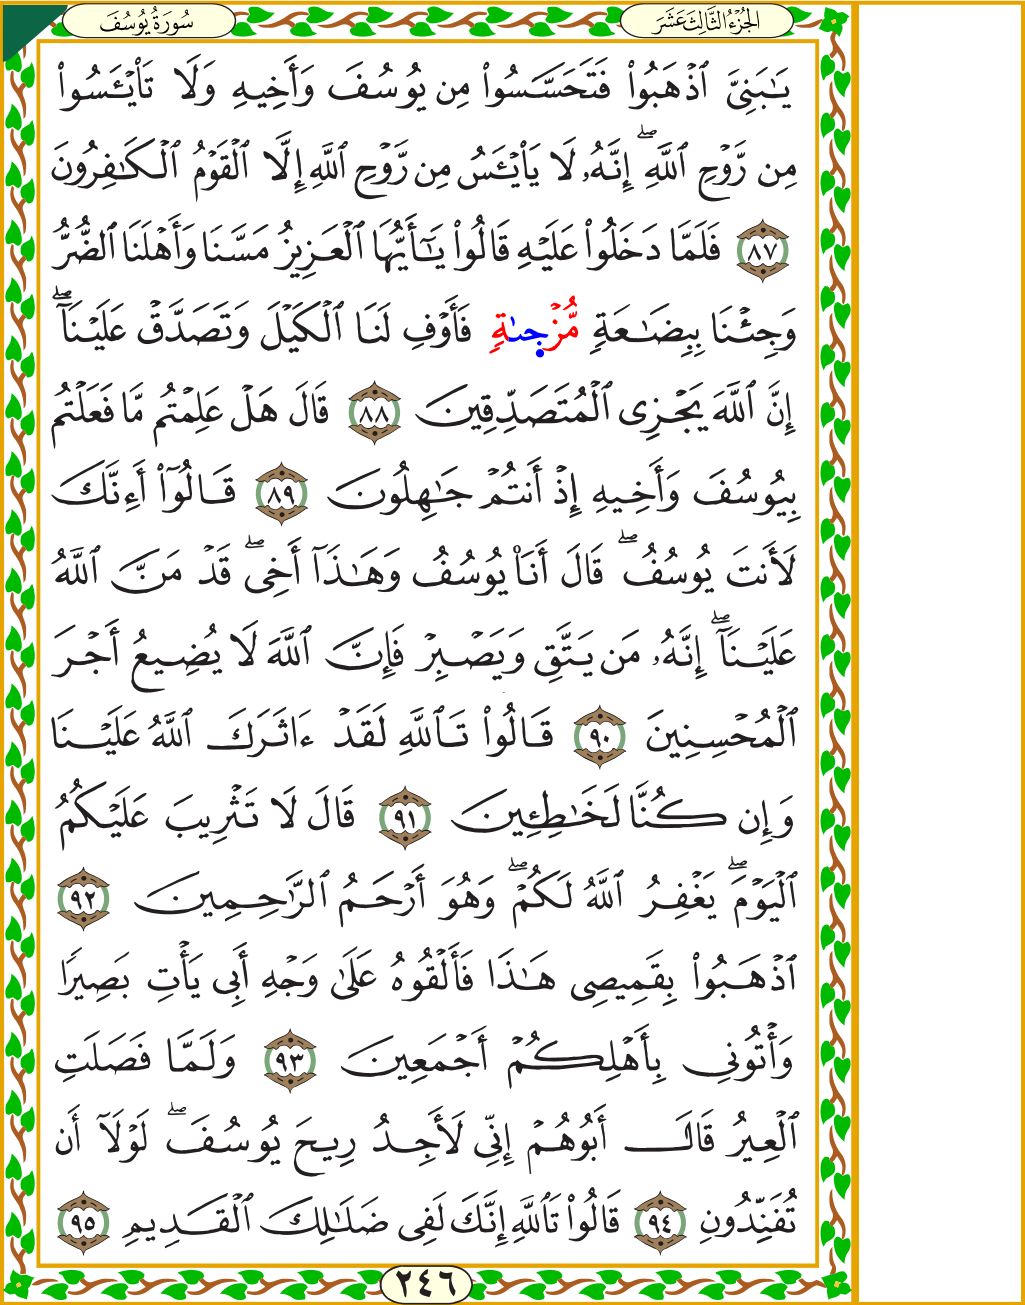 الجُزْءُ الثَّالِثَ عَشَرَ
سُورَةُ يُوسُفَ
يَـٰبَنِىَّ ٱذْهَبُوا۟ فَتَحَسَّسُوا۟ مِن يُوسُفَ وَأَخِيهِ وَلَا تَا۟يْـَٔسُوا۟
مِن رَّوْحِ ٱللَّهِ ۖ إِنَّهُۥ لَا يَا۟يْـَٔسُ مِن رَّوْحِ ٱللَّهِ إِلَّا ٱلْقَوْمُ ٱلْكَـٰفِرُونَ
٨٧ فَلَمَّا دَخَلُوا۟ عَلَيْهِ قَالُوا۟ يَـٰٓأَيُّهَا ٱلْعَزِيزُ مَسَّنَا وَأَهْلَنَا ٱلضُّرُّ
وَجِئْنَا بِبِضَـٰعَةٍ مُّزْجىٰةٍ فَأَوْفِ لَنَا ٱلْكَيْلَ وَتَصَدَّقْ عَلَيْنَآ ۖ
إِنَّ ٱللَّهَ يَجْزِى ٱلْمُتَصَدِّقِينَ ٨٨ قَالَ هَلْ عَلِمْتُم مَّا فَعَلْتُم
بِيُوسُفَ وَأَخِيهِ إِذْ أَنتُمْ جَـٰهِلُونَ ٨٩ قَالُوٓا۟ أَءِنَّكَ
لَأَنتَ يُوسُفُ ۖ قَالَ أَنَا۠ يُوسُفُ وَهَـٰذَآ أَخِى ۖ قَدْ مَنَّ ٱللَّهُ
عَلَيْنَآ ۖ إِنَّهُۥ مَن يَتَّقِ وَيَصْبِرْ فَإِنَّ ٱللَّهَ لَا يُضِيعُ أَجْرَ
ٱلْمُحْسِنِينَ ٩٠ قَالُوا۟ تَٱللَّهِ لَقَدْ ءَاثَرَكَ ٱللَّهُ عَلَيْنَا
وَإِن كُنَّا لَخَـٰطِـِٔينَ ٩١ قَالَ لَا تَثْرِيبَ عَلَيْكُمُ
ٱلْيَوْمَ ۖ يَغْفِرُ ٱللَّهُ لَكُمْ ۖ وَهُوَ أَرْحَمُ ٱلرَّٰحِمِينَ ٩٢
ٱذْهَبُوا۟ بِقَمِيصِى هَـٰذَا فَأَلْقُوهُ عَلَىٰ وَجْهِ أَبِى يَأْتِ بَصِيرًا
وَأْتُونِى بِأَهْلِكُمْ أَجْمَعِينَ ٩٣ وَلَمَّا فَصَلَتِ
ٱلْعِيرُ قَالَ أَبُوهُمْ إِنِّى لَأَجِدُ رِيحَ يُوسُفَ ۖ لَوْلَآ أَن
تُفَنِّدُونِ ٩٤ قَالُوا۟ تَٱللَّهِ إِنَّكَ لَفِى ضَلَـٰلِكَ ٱلْقَدِيمِ ٩٥
٢٤٦